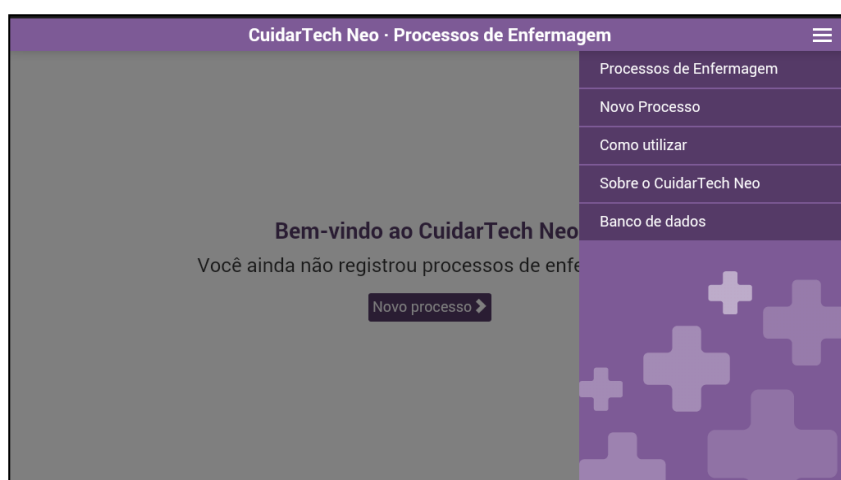 CuidarTech Neo · Processos de Enfermagem
Processos de Enfermagem
Novo Processo
Como utilizar
Sobre o CuidarTech Neo
Banco de dados
Bem-vindo ao CuidarTech Neo
Você ainda não registrou processos de enfe
Novo processo